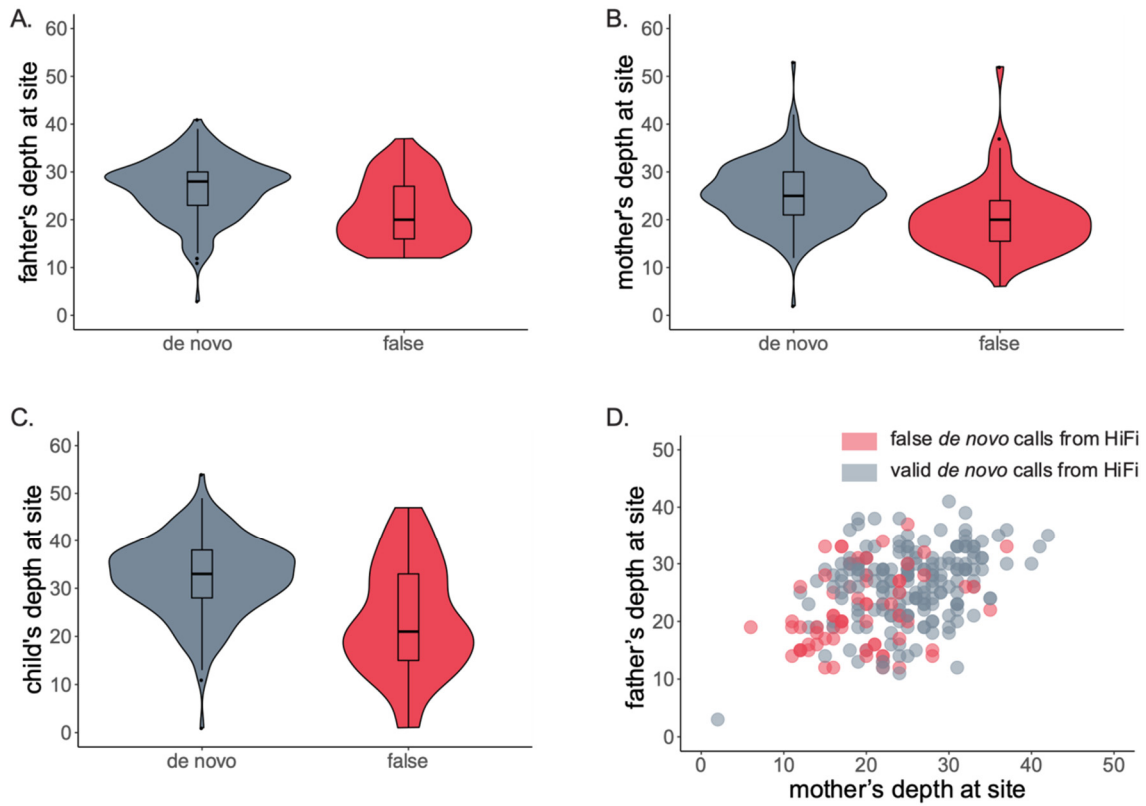 A.
60
50
40
30
20
10
0
fahter's depth at site
de novo
false
B.
60
50
40
30
20
10
0
mother's depth at site
de novo
false
C.
60
50
40
30
20
10
0
child's depth at site
de novo
false
D.
false de novo calls from HiFi
valid de novo calls from HiFi
50
40
30
20
10
0
father's depth at site
0 10 20 30 40 50
mother's depth at site